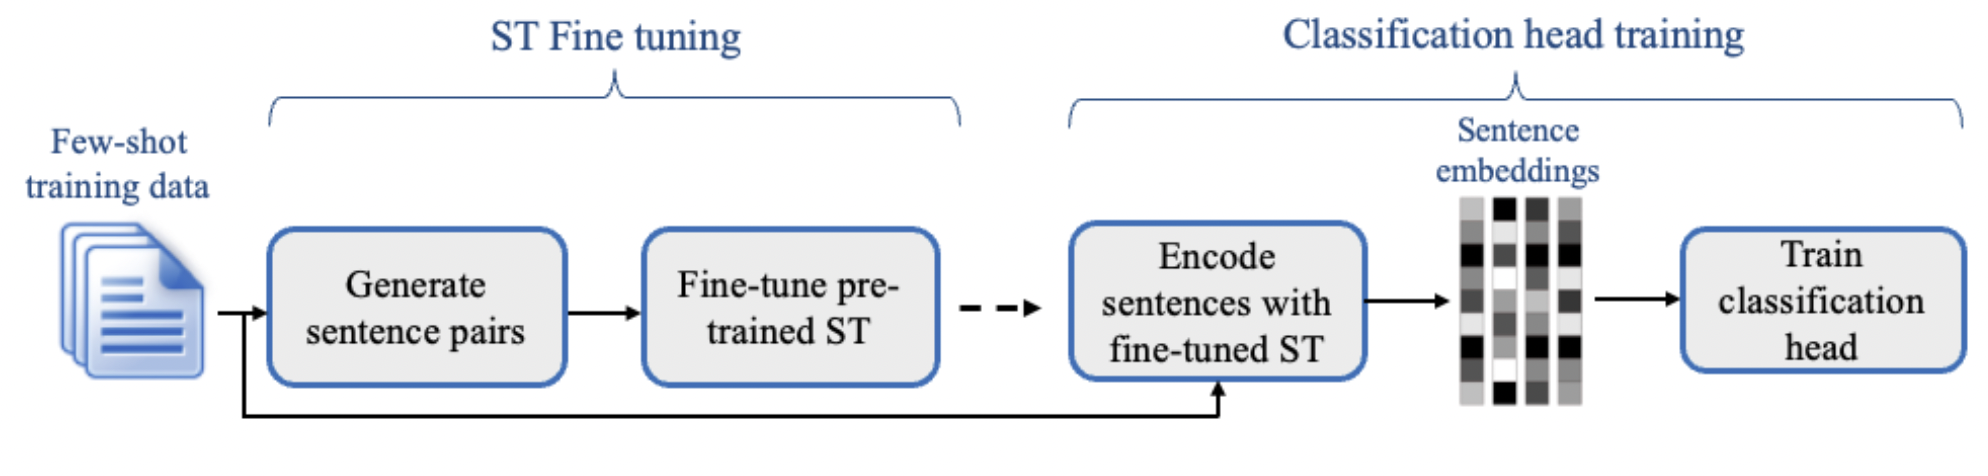 ST Fine tuning
Classification head training
Few-shot
training data
Sentence
embeddings
Generate
sentence pairs
Fine-tune pre-
trained ST
Encode
sentences with
fine-tuned ST
Train
classification
head